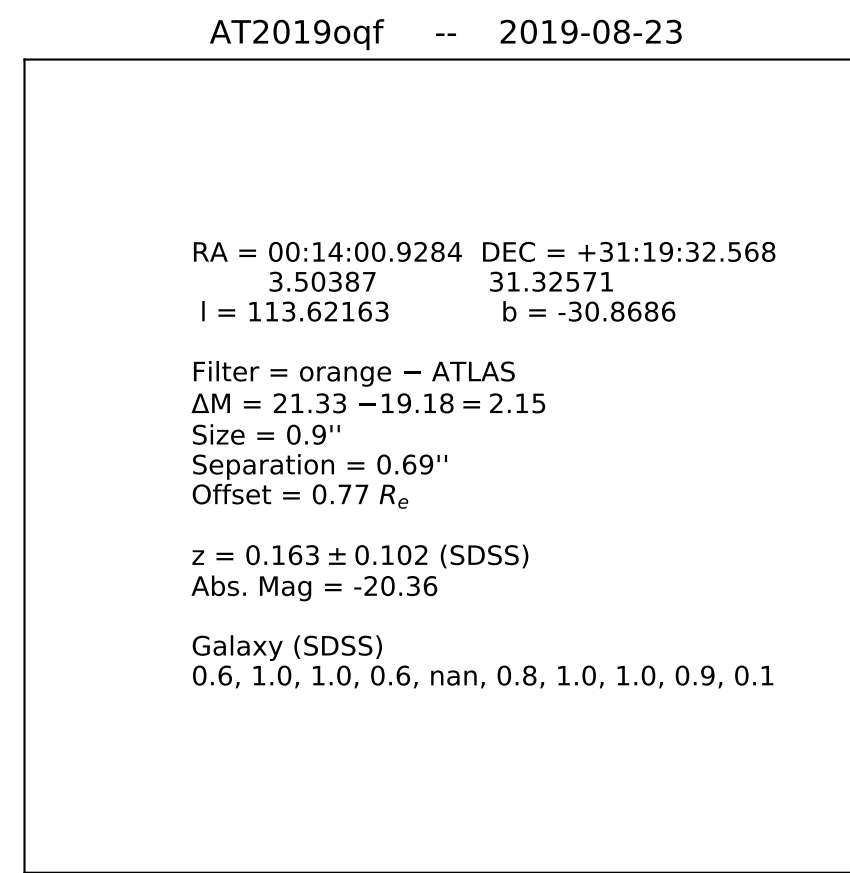 AT2019oqf -- 2019-08-23
RA = 00:14:00.9284 DEC = +31:19:32.568
3.50387 31.32571
l = 113.62163 b = -30.8686
Filter = orange − ATLAS
ΔM = 21.33 −19.18 = 2.15
Size = 0.9''
Separation = 0.69''
Offset = 0.77 Rₑ
z = 0.163 ± 0.102 (SDSS)
Abs. Mag = -20.36
Galaxy (SDSS)
0.6, 1.0, 1.0, 0.6, nan, 0.8, 1.0, 1.0, 0.9, 0.1